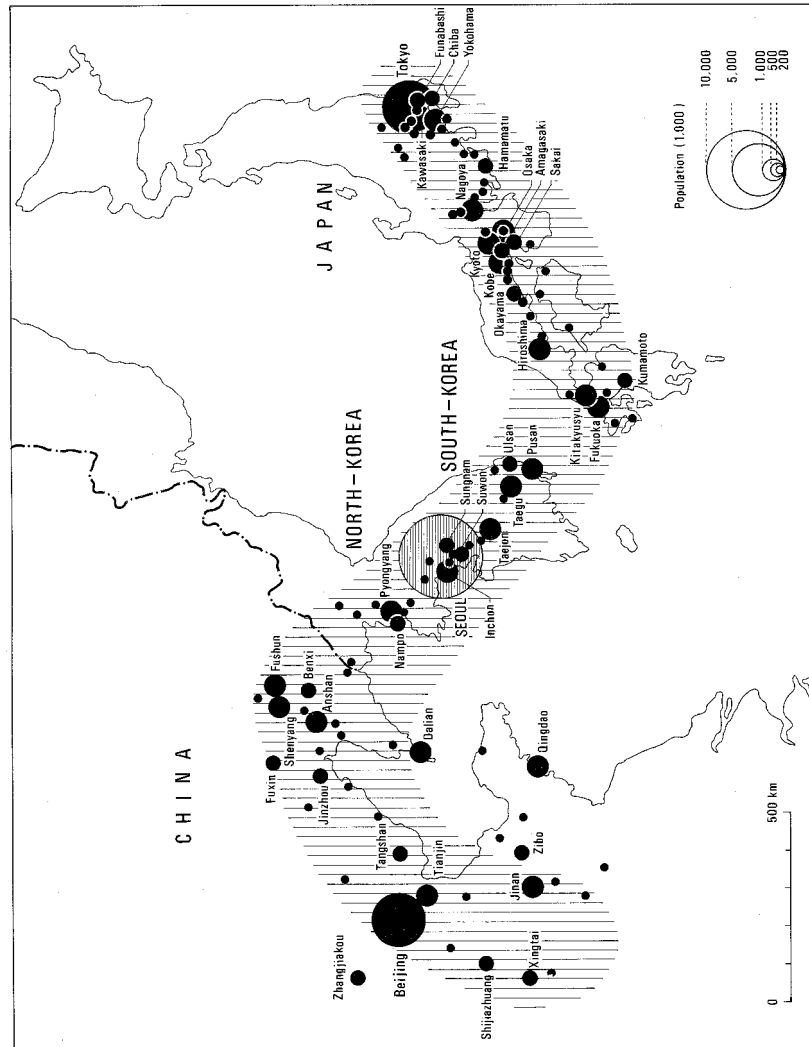 CHINA
NORTH-KOREA
SOUTH-KOREA
JAPAN
Zhangjiakou
Beijing
Shijiazhuang
Xingtai
Tangshan
Tianjin
Jinan
Zibo
Qingdao
Fuxin
Jinzhou
Shenyang
Fushun
Benxi
Anshan
Dalian
Pyongyang
Nampo
SEOUL
Inchon
Sungnam
Suwon
Taejon
Taegu
Ulsan
Pusan
Kitakyusyu
Fukuoka
Kumamoto
Hiroshima
Okayama
Kobe
Kyoto
Osaka
Amagasaki
Sakai
Nagoya
Hamamatu
Kawasaki
Tokyo
Funabashi
Chiba
Yokohama
Population (1.000)
10.000
5.000
1.000
500
200
0
500 km